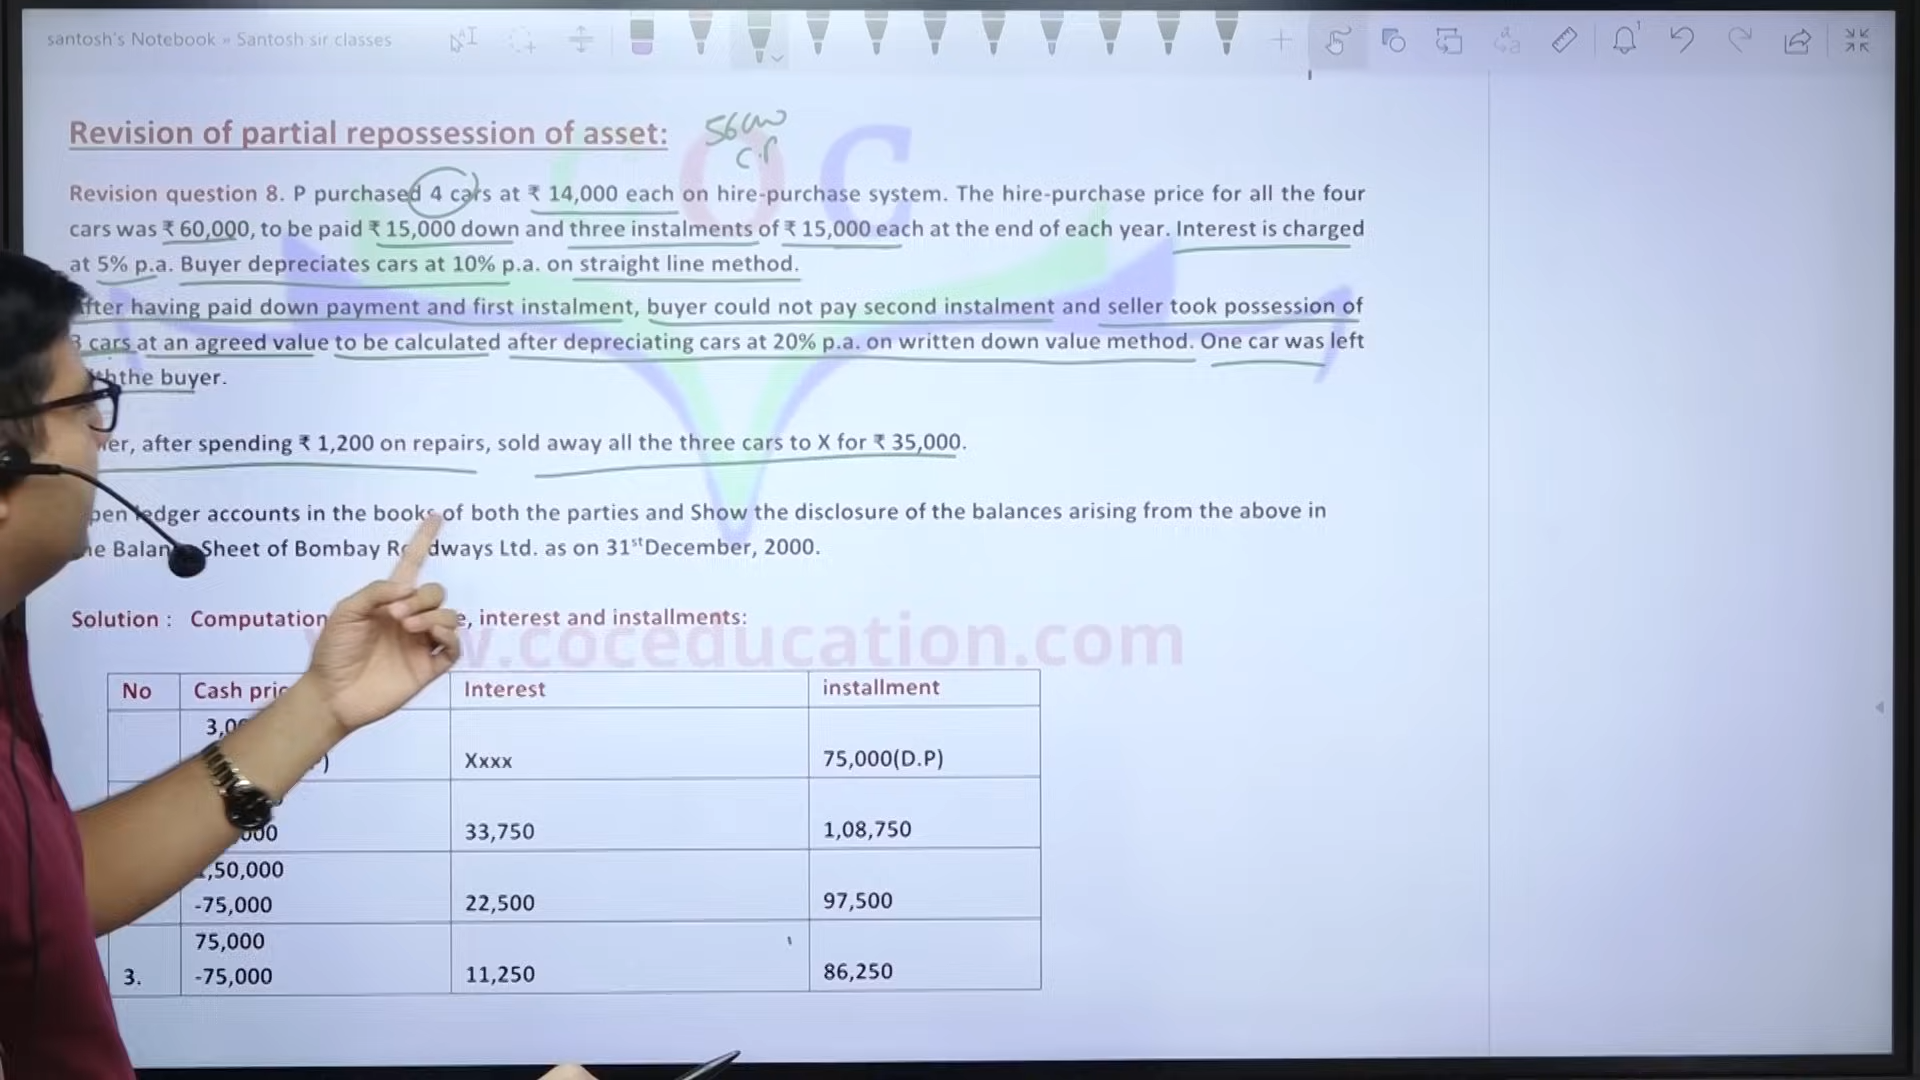 santosh's Notebook » Santosh sir classes
Revision of partial repossession of asset:
C.P
Revision question 8. P purchased 4 cars at ₹ 14,000 each on hire-purchase system. The hire-purchase price for all the four
cars was ₹ 60,000, to be paid ₹ 15,000 down and three instalments of ₹ 15,000 each at the end of each year. Interest is charged
at 5% p.a. Buyer depreciates cars at 10% p.a. on straight line method.
having paid down payment and first instalment, buyer could not pay second instalment and seller took possession of
3 cars at an agreed value to be calculated after depreciating cars at 20% p.a. on written down value method. One car was left
the buyer.
after spending ₹ 1,200 on repairs, sold away all the three cars to X for ₹ 35,000.
accounts in the books of both the parties and Show the disclosure of the balances arising from the above in
Sheet of Bombay Ltd. as on 31stDecember, 2000.
Solution : Computation interest and installments:
www.coceducation.com
No Cash Interest installment
Xxxx 75,000(D.P)
33,750 1,08,750
,50,000
-75,000 22,500 97,500
75,000
3. -75,000 11,250 86,250